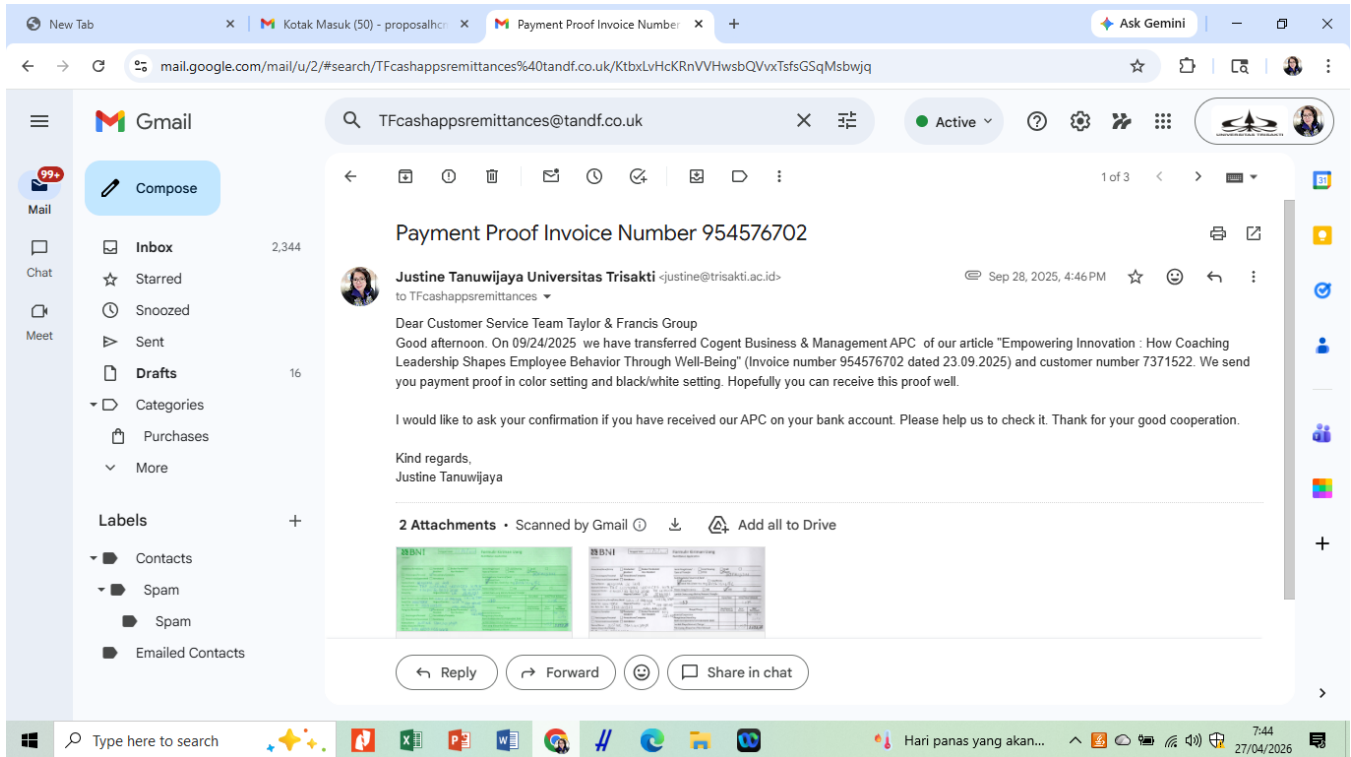 New Tab
Kotak Masuk (50) - proposalhcr
Payment Proof Invoice Number
Ask Gemini
mail.google.com/mail/u/2/#search/TFcashappsremittances%40tandf.co.uk/KtbxLvHcKRnVVHwsbQVvxTsfsGSqMsbwjq
Gmail
TFcashappsremittances@tandf.co.uk
Active
UNIVERSITAS TRISAKTI
99+
Mail
Chat
Meet
Compose
Inbox 2,344
Starred
Snoozed
Sent
Drafts 16
Categories
Purchases
More
Labels
Contacts
Spam
Spam
Emailed Contacts
1 of 3
31
Payment Proof Invoice Number 954576702
Justine Tanuwijaya Universitas Trisakti <justine@trisakti.ac.id>
Sep 28, 2025, 4:46 PM
to TFcashappsremittances
Dear Customer Service Team Taylor & Francis Group
Good afternoon. On 09/24/2025 we have transferred Cogent Business & Management APC of our article "Empowering Innovation : How Coaching
Leadership Shapes Employee Behavior Through Well-Being" (Invoice number 954576702 dated 23.09.2025) and customer number 7371522. We send
you payment proof in color setting and black/white setting. Hopefully you can receive this proof well.
I would like to ask your confirmation if you have received our APC on your bank account. Please help us to check it. Thank for your good cooperation.
Kind regards,
Justine Tanuwijaya
2 Attachments • Scanned by Gmail
Add all to Drive
BNI
BNI
Reply
Forward
Share in chat
Type here to search
Hari panas yang akan...
7:44
27/04/2026